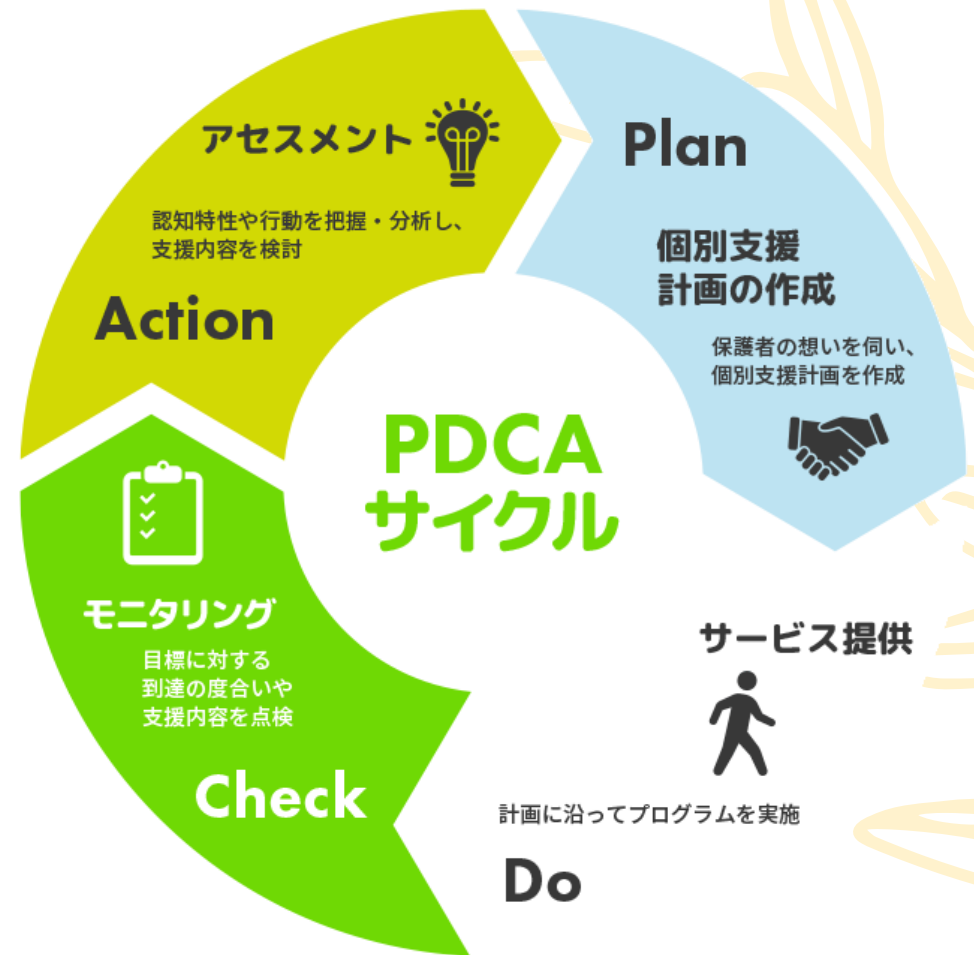 PDCA
サイクル
Plan
個別支援
計画の作成
保護者の想いを伺い、
個別支援計画を作成
サービス提供
計画に沿ってプログラムを実施
Do
モニタリング
目標に対する
到達の度合いや
支援内容を点検
Check
アセスメント
認知特性や行動を把握・分析し、
支援内容を検討
Action